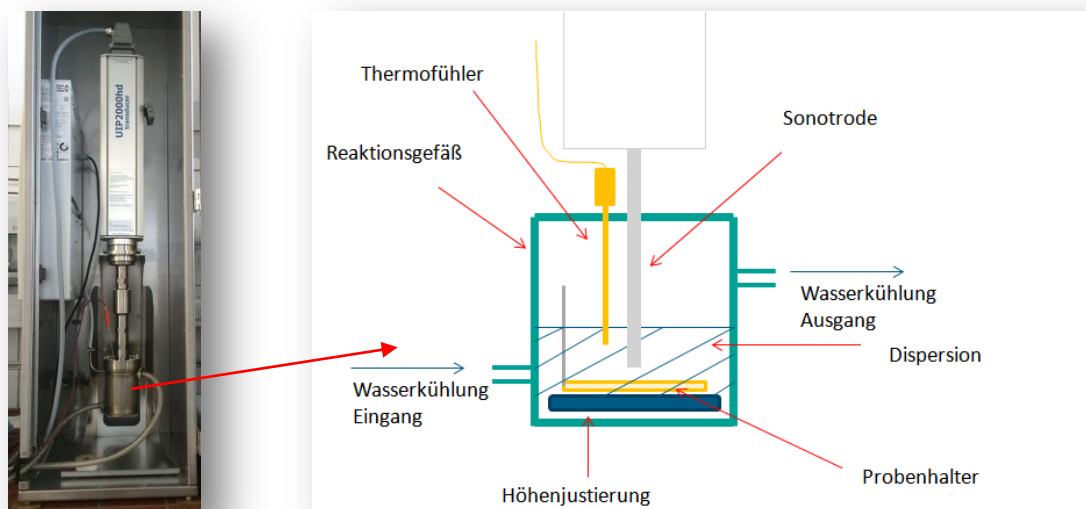 UIP2000hd
transducer
Thermofühler
Sonotrode
Reaktionsgefäß
Wasserkühlung
Ausgang
Dispersion
Wasserkühlung
Eingang
Probenhalter
Höhenjustierung